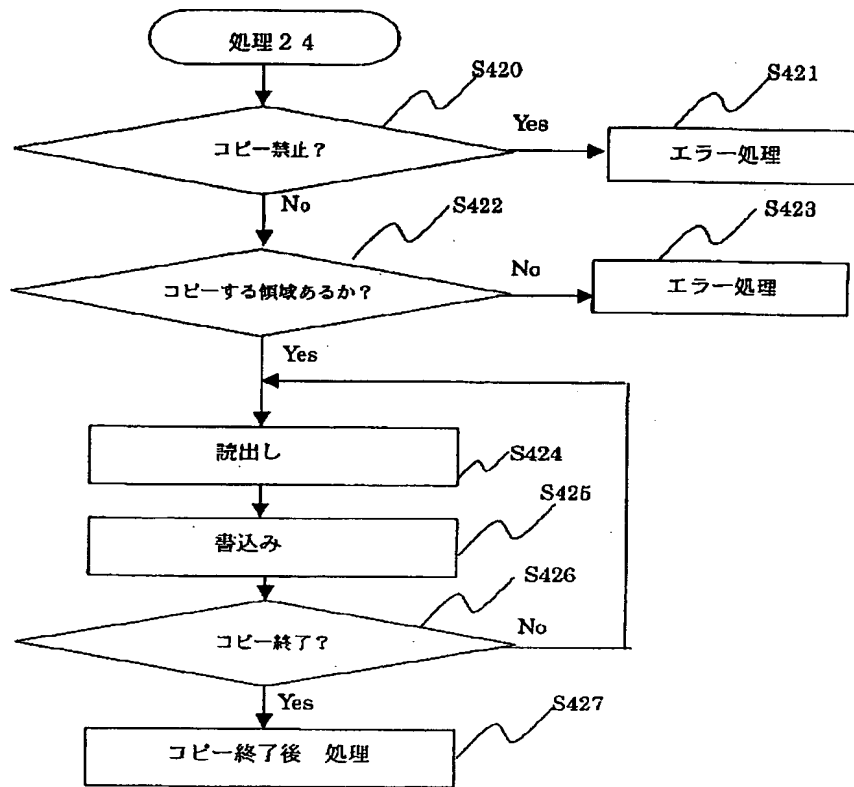 処理24
S420
コピー禁止?
Yes
S421
エラー処理
No
S422
コピーする領域あるか?
No
S423
エラー処理
Yes
読出し
S424
書込み
S425
コピー終了?
S426
No
Yes
コピー終了後 処理
S427